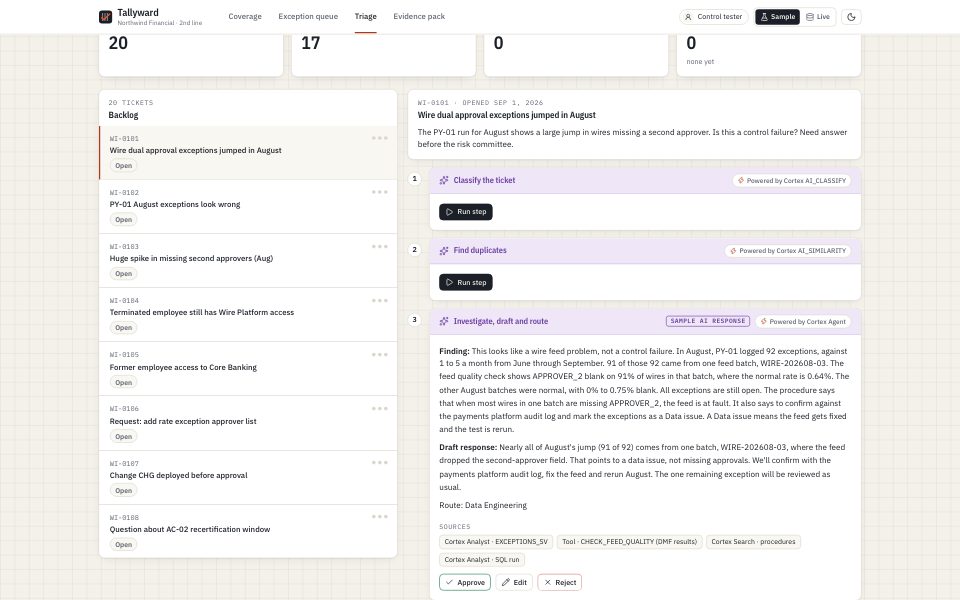 Tallyward
Northwind Financial · 2nd line
Coverage
Exception queue
Triage
Evidence pack
Control tester
Sample
Live
20
17
0
0
none yet
20 TICKETS
Backlog
WI-0101
Wire dual approval exceptions jumped in August
Open
WI-0102
PY-01 August exceptions look wrong
Open
WI-0103
Huge spike in missing second approvers (Aug)
Open
WI-0104
Terminated employee still has Wire Platform access
Open
WI-0105
Former employee access to Core Banking
Open
WI-0106
Request: add rate exception approver list
Open
WI-0107
Change CHG deployed before approval
Open
WI-0108
Question about AC-02 recertification window
Open
WI-0101 · OPENED SEP 1, 2026
Wire dual approval exceptions jumped in August
The PY-01 run for August shows a large jump in wires missing a second approver. Is this a control failure? Need answer
before the risk committee.
1
Classify the ticket
Powered by Cortex AI_CLASSIFY
Run step
2
Find duplicates
Powered by Cortex AI_SIMILARITY
Run step
3
Investigate, draft and route
SAMPLE AI RESPONSE
Powered by Cortex Agent
Finding: This looks like a wire feed problem, not a control failure. In August, PY-01 logged 92 exceptions, against
1 to 5 a month from June through September. 91 of those 92 came from one feed batch, WIRE-202608-03. The
feed quality check shows APPROVER_2 blank on 91% of wires in that batch, where the normal rate is 0.64%. The
other August batches were normal, with 0% to 0.75% blank. All exceptions are still open. The procedure says
that when most wires in one batch are missing APPROVER_2, the feed is at fault. It also says to confirm against
the payments platform audit log and mark the exceptions as a Data issue. A Data issue means the feed gets fixed
and the test is rerun.
Draft response: Nearly all of August's jump (91 of 92) comes from one batch, WIRE-202608-03, where the feed
dropped the second-approver field. That points to a data issue, not missing approvals. We'll confirm with the
payments platform audit log, fix the feed and rerun August. The one remaining exception will be reviewed as
usual.
Route: Data Engineering
SOURCES
Cortex Analyst · EXCEPTIONS_SV
Tool · CHECK_FEED_QUALITY (DMF results)
Cortex Search · procedures
Cortex Analyst · SQL run
Approve
Edit
Reject